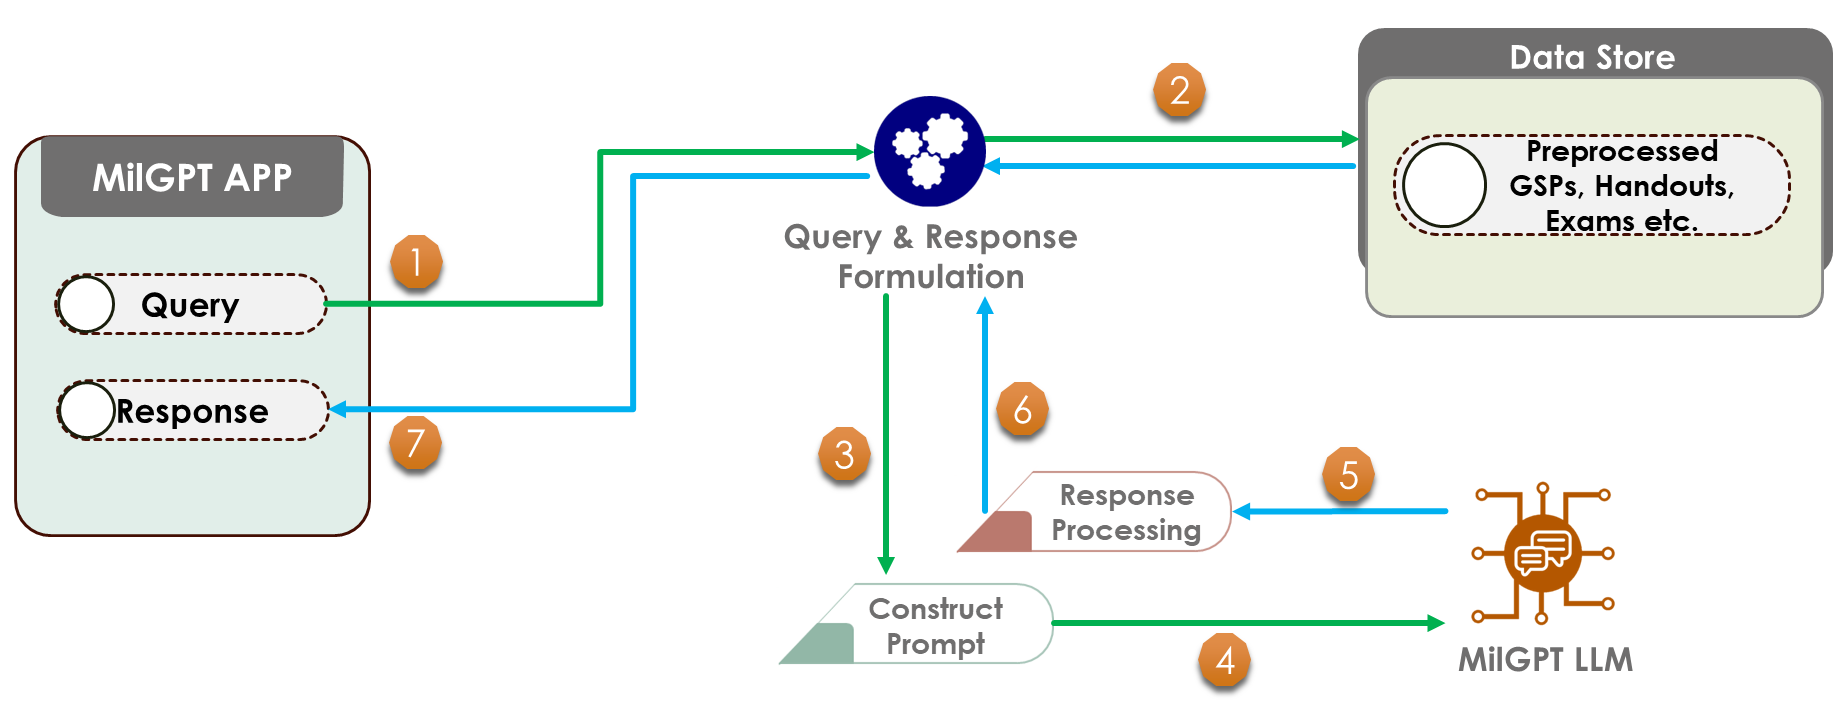 Data Store
2
Preprocessed
GSPs, Handouts,
Exams etc.
MilGPT APP
Query & Response
Formulation
1
Query
Response
7
6
3
5
Response
Processing
Construct
Prompt
4
MilGPT LLM